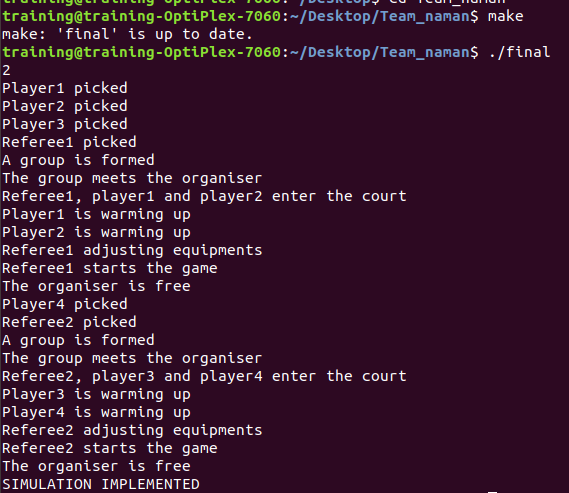 training@training-OptiPlex-7060:~/Desktop/Team_naman$ make
make: 'final' is up to date.
training@training-OptiPlex-7060:~/Desktop/Team_naman$ ./final
2
Player1 picked
Player2 picked
Player3 picked
Referee1 picked
A group is formed
The group meets the organiser
Referee1, player1 and player2 enter the court
Player1 is warming up
Player2 is warming up
Referee1 adjusting equipments
Referee1 starts the game
The organiser is free
Player4 picked
Referee2 picked
A group is formed
The group meets the organiser
Referee2, player3 and player4 enter the court
Player3 is warming up
Player4 is warming up
Referee2 adjusting equipments
Referee2 starts the game
The organiser is free
SIMULATION IMPLEMENTED